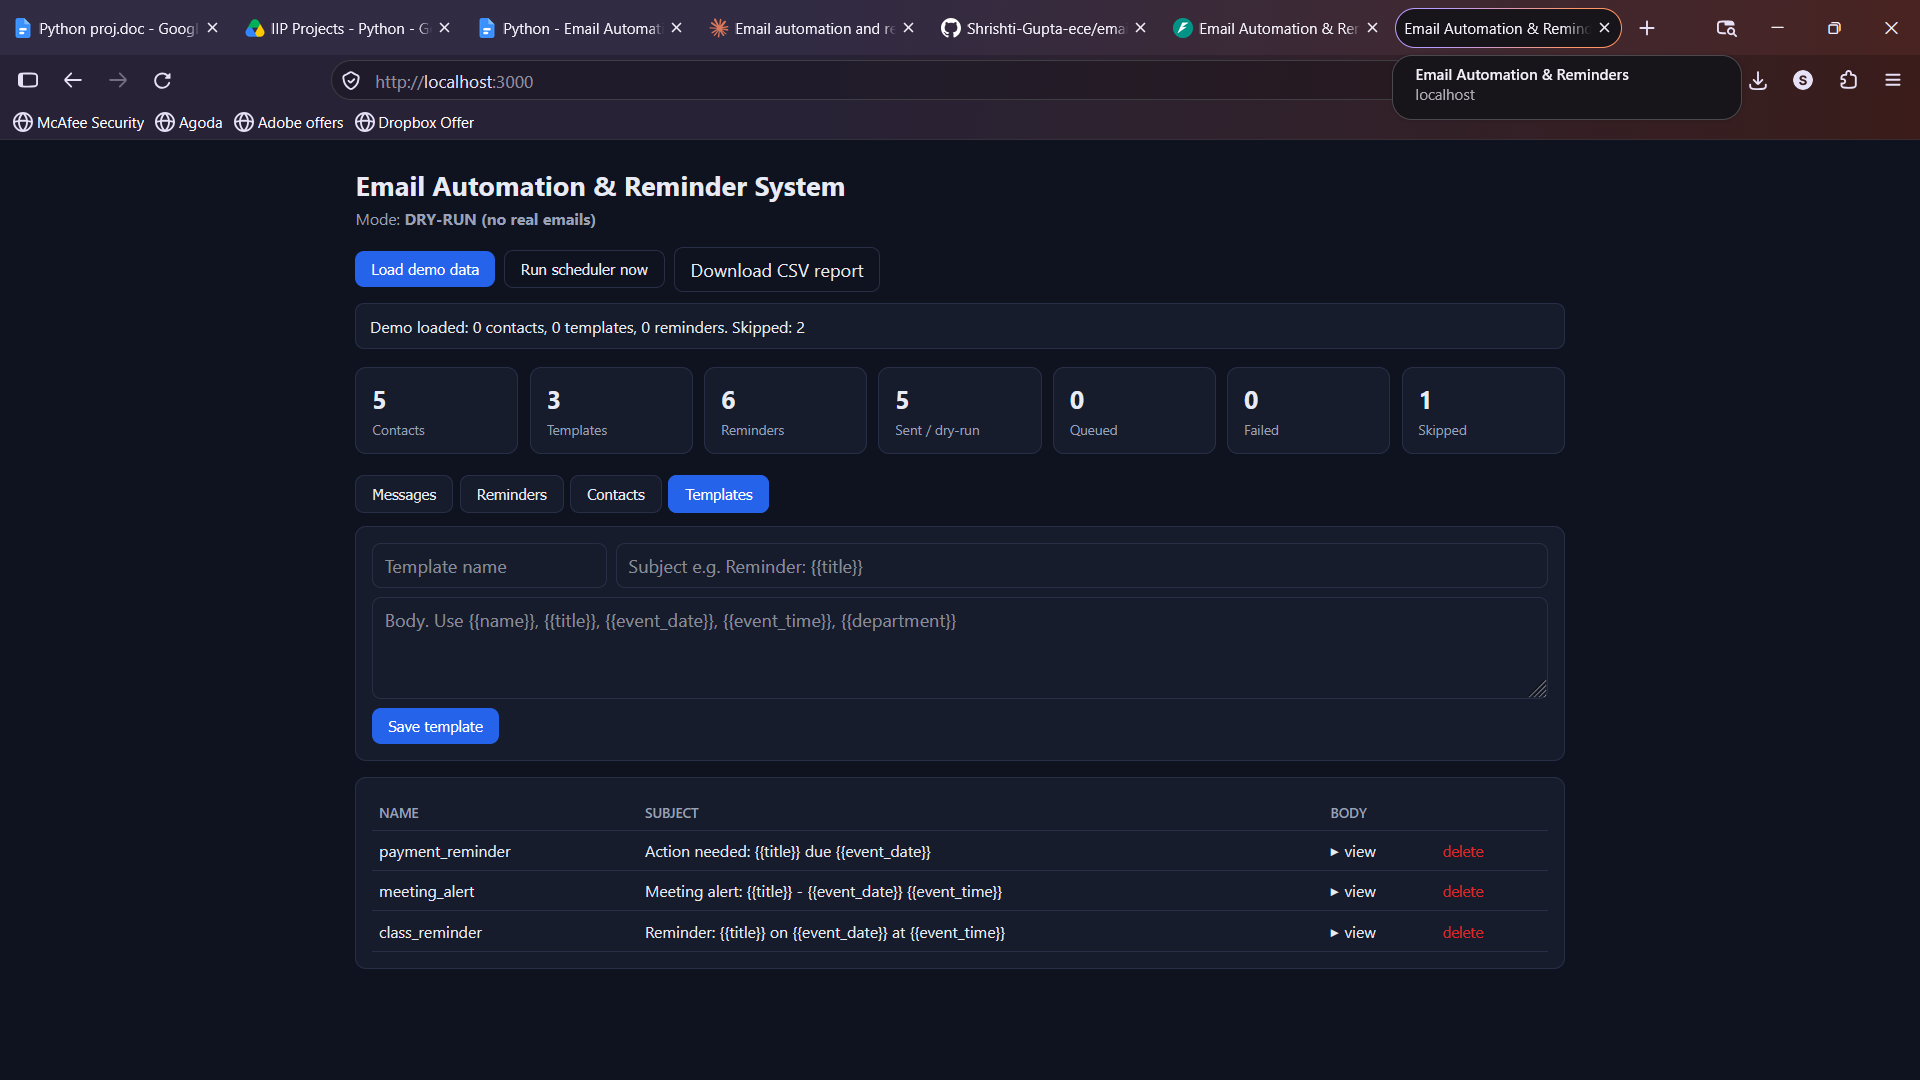 Python proj.doc - Googl
IIP Projects - Python - G
Python - Email Automat
Email automation and re
Shrishti-Gupta-ece/emai
Email Automation & Rer
Email Automation & Remind
http://localhost:3000
Email Automation & Reminders
localhost
S
McAfee Security
Agoda
Adobe offers
Dropbox Offer
Email Automation & Reminder System
Mode: DRY-RUN (no real emails)
Load demo data
Run scheduler now
Download CSV report
Demo loaded: 0 contacts, 0 templates, 0 reminders. Skipped: 2
5
Contacts
3
Templates
6
Reminders
5
Sent / dry-run
0
Queued
0
Failed
1
Skipped
Messages
Reminders
Contacts
Templates
Template name
Subject e.g. Reminder: {{title}}
Body. Use {{name}}, {{title}}, {{event_date}}, {{event_time}}, {{department}}
Save template
NAME SUBJECT BODY
payment_reminder Action needed: {{title}} due {{event_date}} ▸ view delete
meeting_alert Meeting alert: {{title}} - {{event_date}} {{event_time}} ▸ view delete
class_reminder Reminder: {{title}} on {{event_date}} at {{event_time}} ▸ view delete